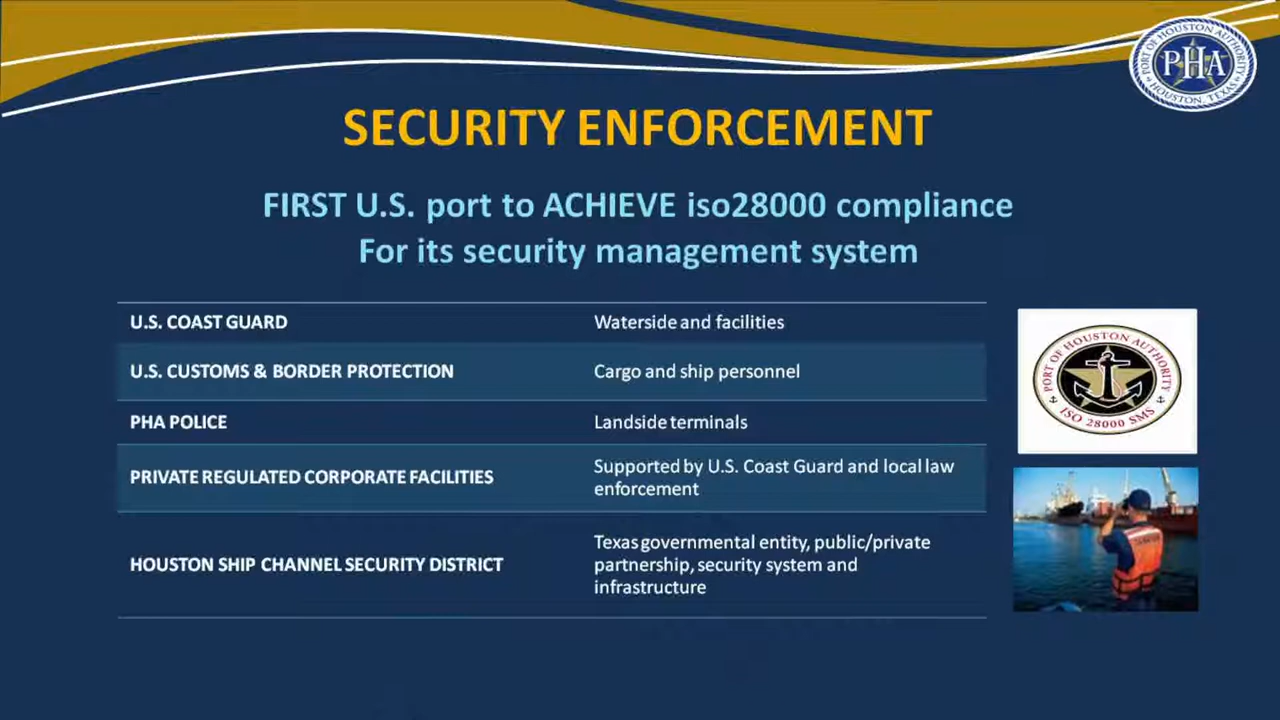 PORT OF HOUSTON AUTHORITY
PHA
HOUSTON, TEXAS
SECURITY ENFORCEMENT
FIRST U.S. port to ACHIEVE iso28000 compliance
For its security management system
U.S. COAST GUARD
Waterside and facilities
U.S. CUSTOMS & BORDER PROTECTION
Cargo and ship personnel
PHA POLICE
Landside terminals
PRIVATE REGULATED CORPORATE FACILITIES
Supported by U.S. Coast Guard and local law
enforcement
HOUSTON SHIP CHANNEL SECURITY DISTRICT
Texas governmental entity, public/private
partnership, security system and
infrastructure
PORT OF HOUSTON AUTHORITY
ISO 28000 SMS